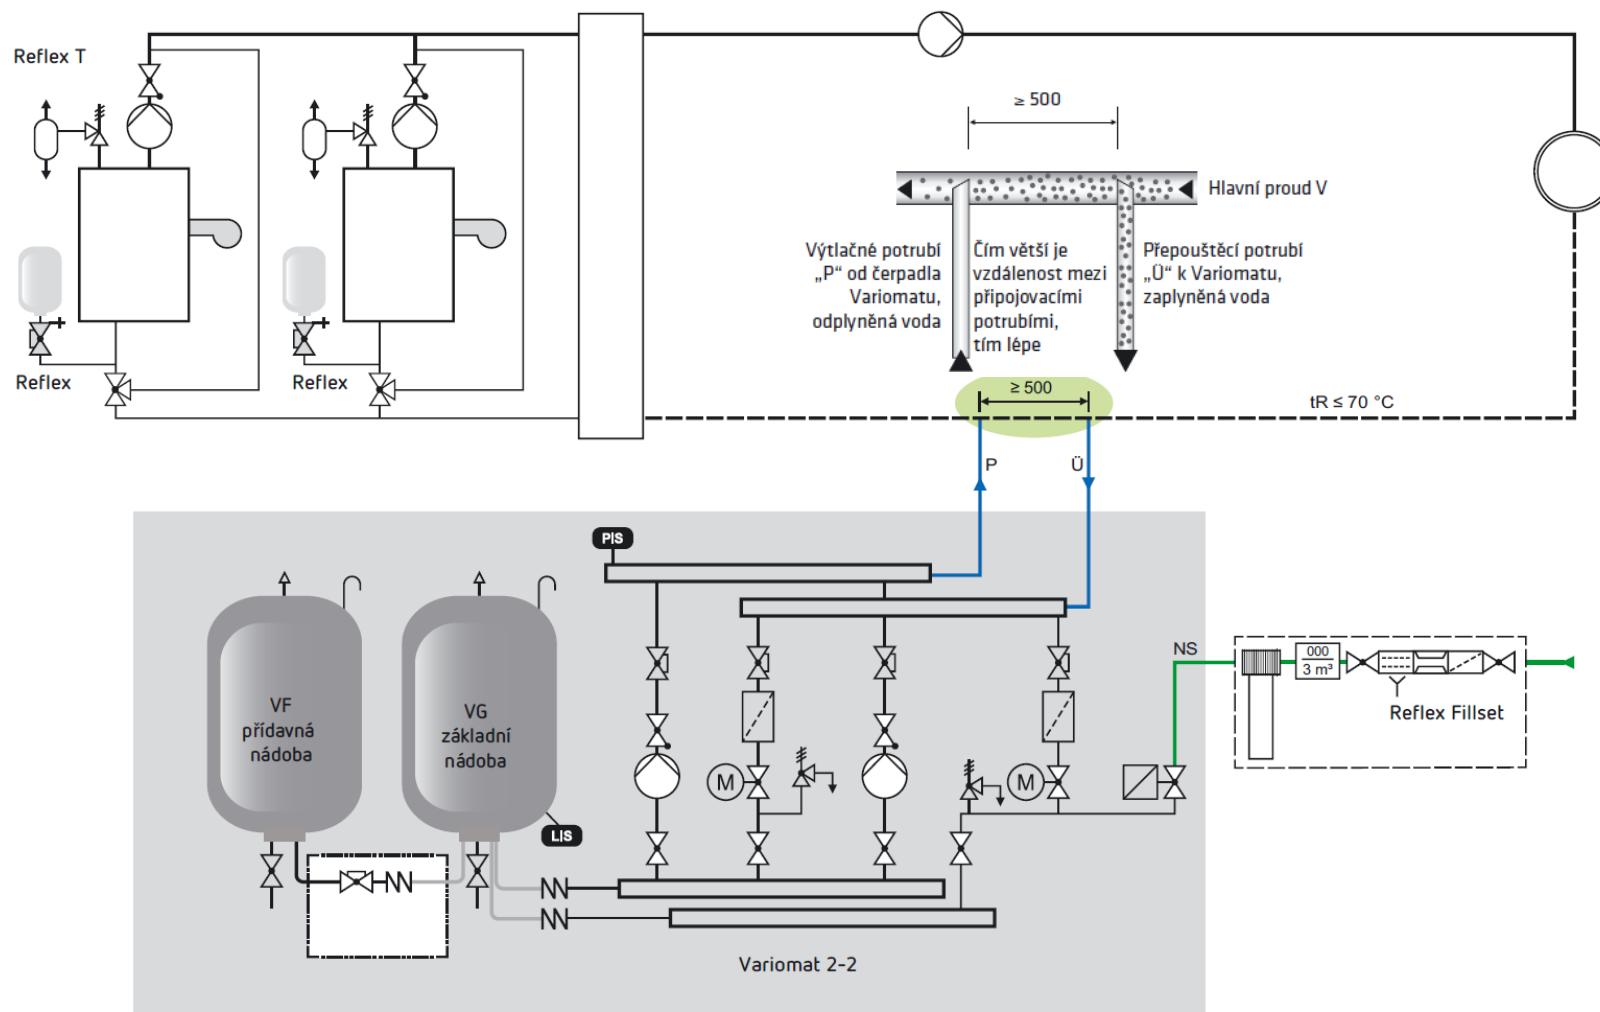 Reflex T
≥ 500
Hlavní proud V
Výtlačné potrubí
„P“ od čerpadla
Variomatu,
odplyněná voda
Čím větší je
vzdálenost mezi
připojovacími
potrubími,
tím lépe
Přepouštěcí potrubí
„Ü“ k Variomatu,
zaplyněná voda
Reflex
Reflex
≥ 500
tR ≤ 70 °C
P
Ü
PIS
NS
000
3 m³
Reflex Fillset
VF
přídavná
nádoba
VG
základní
nádoba
M
M
LIS
Variomat 2-2